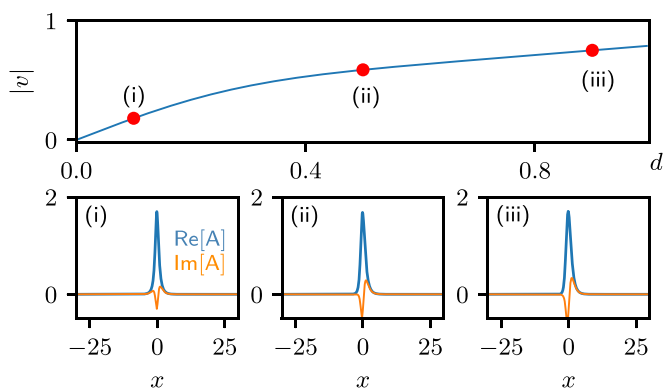 1
|v|
(i)
(ii)
(iii)
0
0.0 0.4 0.8 d
2 (i) Re[A] Im[A] 0
−25 0 25
x
2 (ii) 0
−25 0 25
x
2 (iii) 0
−25 0 25
x